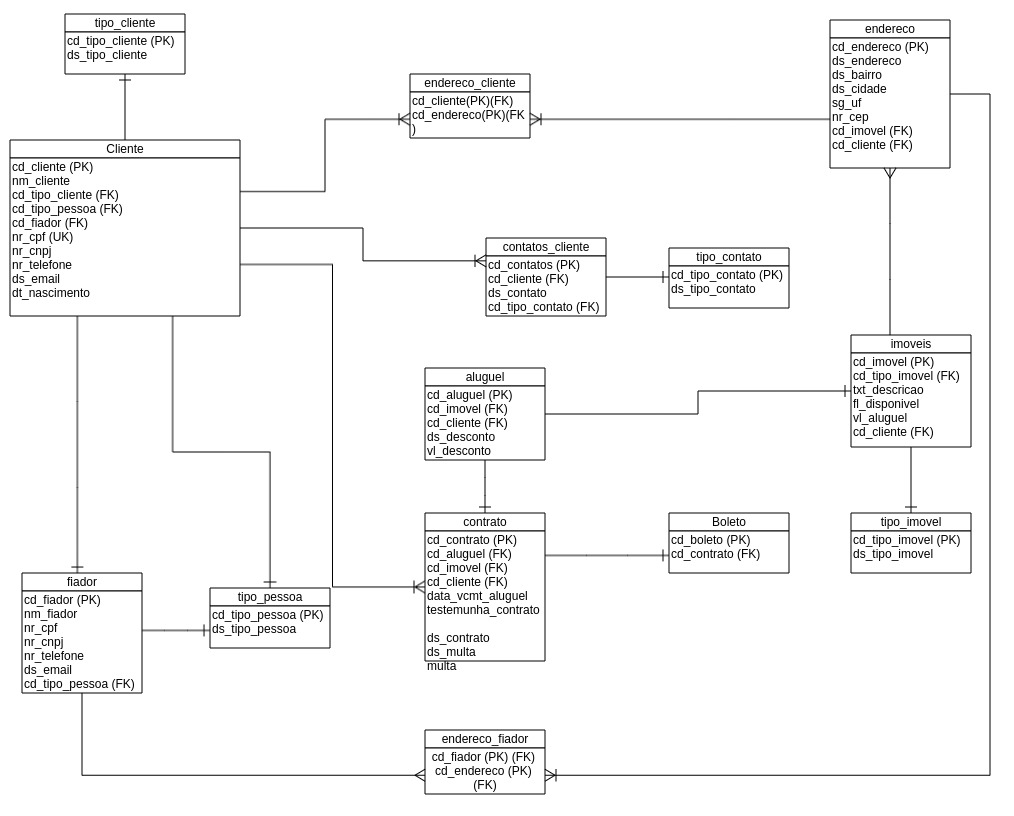 tipo_cliente
cd_tipo_cliente (PK)
ds_tipo_cliente
endereco
cd_endereco (PK)
ds_endereco
ds_bairro
ds_cidade
sg_uf
nr_cep
cd_imovel (FK)
cd_cliente (FK)
endereco_cliente
cd_cliente(PK)(FK)
cd_endereco(PK)(FK
)
Cliente
cd_cliente (PK)
nm_cliente
cd_tipo_cliente (FK)
cd_tipo_pessoa (FK)
cd_fiador (FK)
nr_cpf (UK)
nr_cnpj
nr_telefone
ds_email
dt_nascimento
contatos_cliente
cd_contatos (PK)
cd_cliente (FK)
ds_contato
cd_tipo_contato (FK)
tipo_contato
cd_tipo_contato (PK)
ds_tipo_contato
imoveis
cd_imovel (PK)
cd_tipo_imovel (FK)
txt_descricao
fl_disponivel
vl_aluguel
cd_cliente (FK)
aluguel
cd_aluguel (PK)
cd_imovel (FK)
cd_cliente (FK)
ds_desconto
vl_desconto
contrato
cd_contrato (PK)
cd_aluguel (FK)
cd_imovel (FK)
cd_cliente (FK)
data_vcmt_aluguel
testemunha_contrato
ds_contrato
ds_multa
multa
Boleto
cd_boleto (PK)
cd_contrato (FK)
tipo_imovel
cd_tipo_imovel (PK)
ds_tipo_imovel
fiador
cd_fiador (PK)
nm_fiador
nr_cpf
nr_cnpj
nr_telefone
ds_email
cd_tipo_pessoa (FK)
tipo_pessoa
cd_tipo_pessoa (PK)
ds_tipo_pessoa
endereco_fiador
cd_fiador (PK) (FK)
cd_endereco (PK)
(FK)